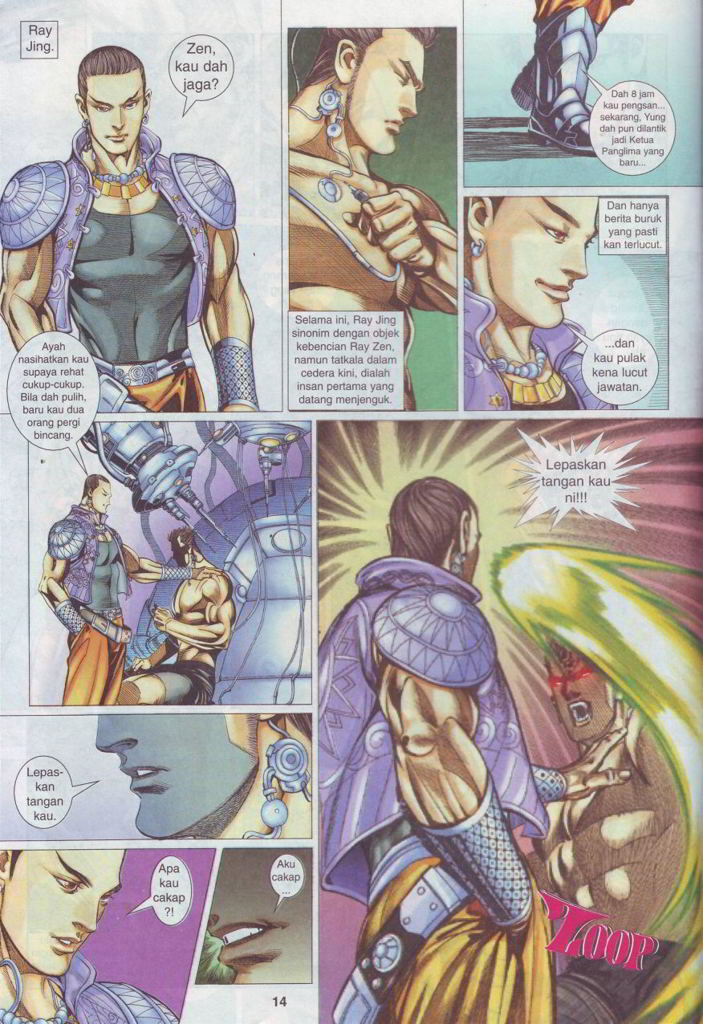 Ray
Jing.
Zen,
kau dah
jaga?
Dah 8 jam
kau pengsan...
sekarang, Yung
dah pun dilantik
jadi Ketua
Panglima yang
baru...
Dan hanya
berita buruk
yang pasti
kan terlucut.
Selama ini, Ray Jing
sinonim dengan objek
kebencian Ray Zen,
namun tatkala dalam
cedera kini, dialah
insan pertama yang
datang menjenguk.
...dan
kau pulak
kena lucut
jawatan.
Ayah
nasihatkan kau
supaya rehat
cukup-cukup.
Bila dah pulih,
baru kau dua
orang pergi
bincang.
Lepaskan
tangan kau
ni!!!
Lepas-
kan
tangan
kau.
Apa
kau
cakap
?!
Aku
cakap
...
ZOOP
14